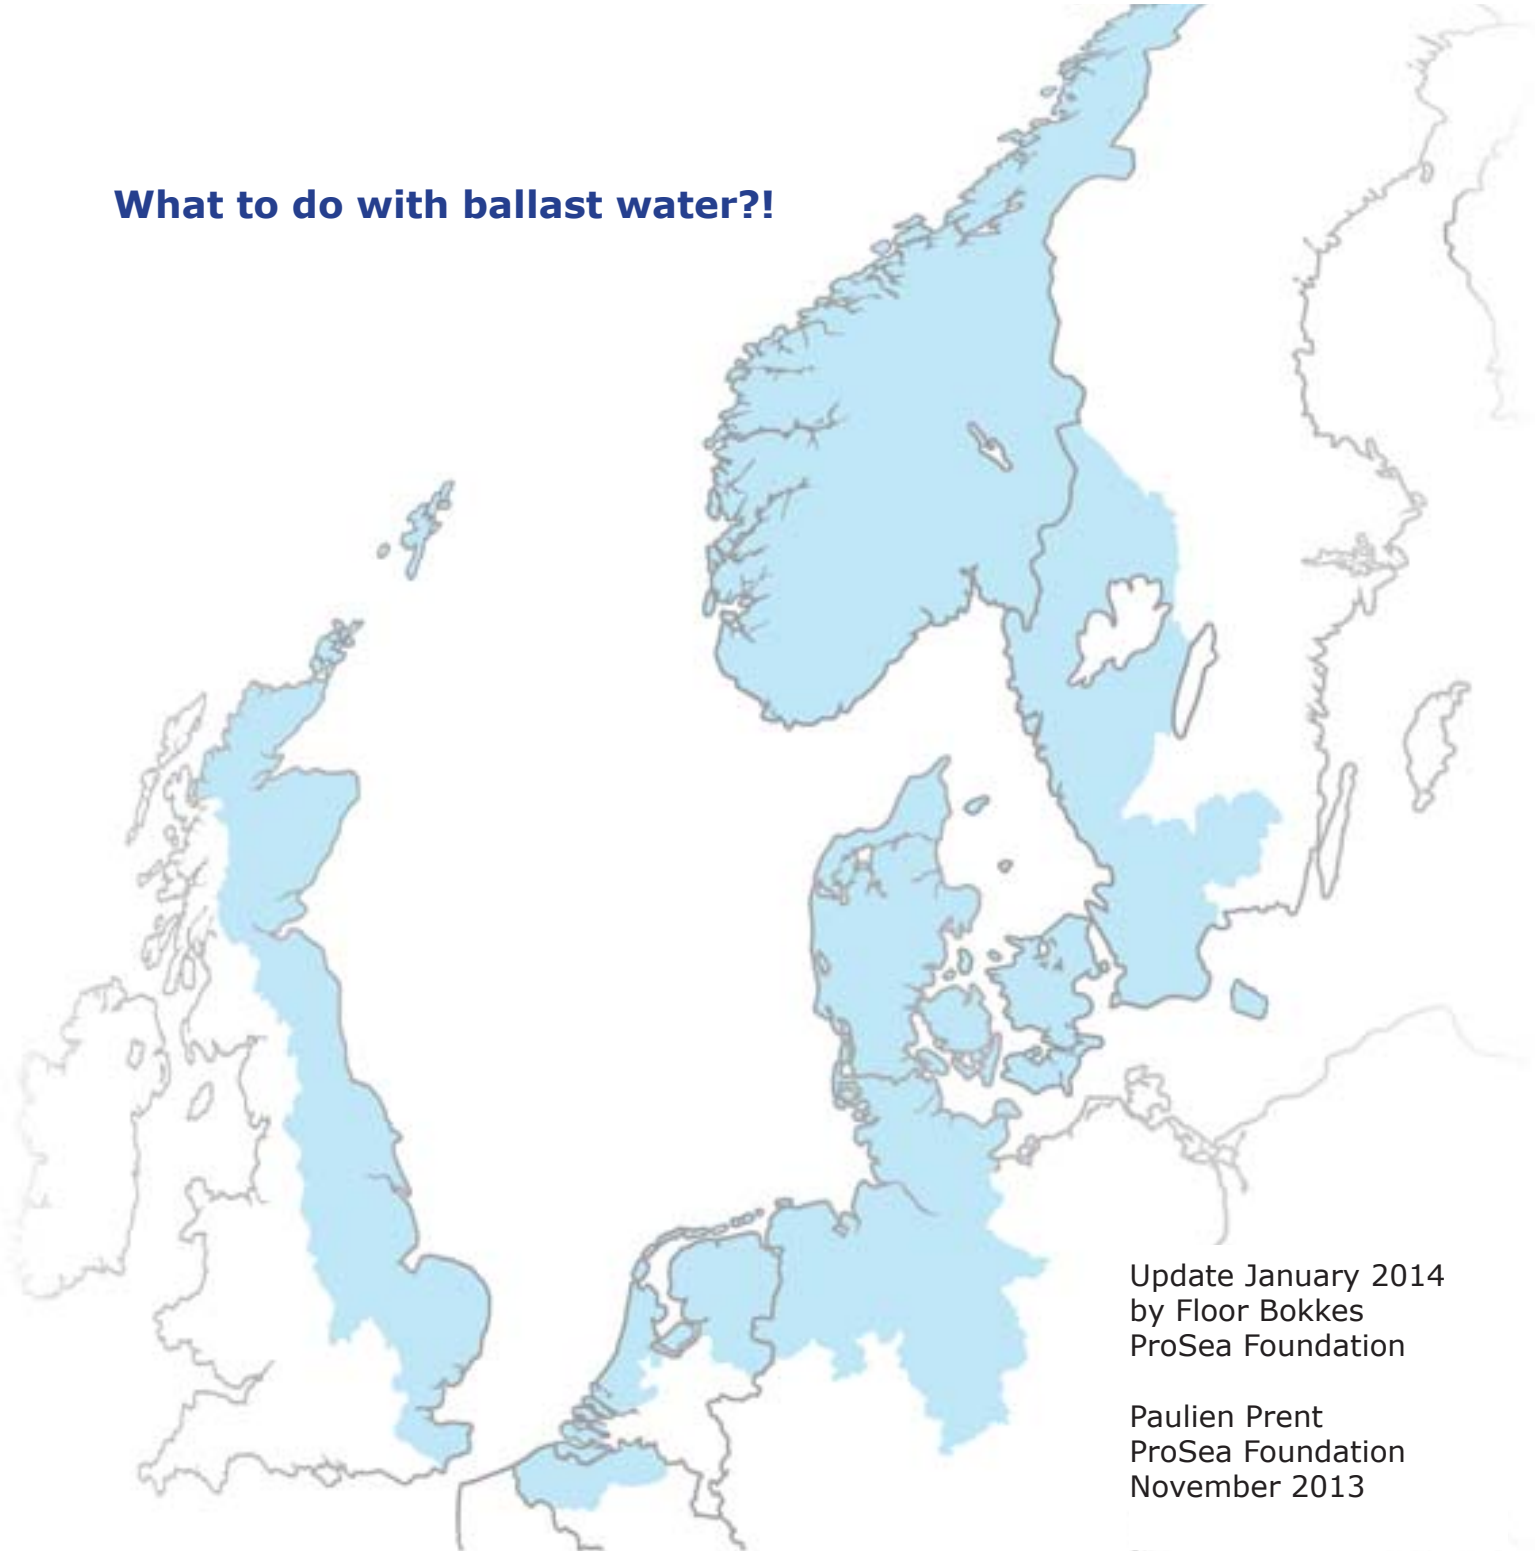 What to do with ballast water?!
Update January 2014
by Floor Bokkes
ProSea Foundation
Paulien Prent
ProSea Foundation
November 2013